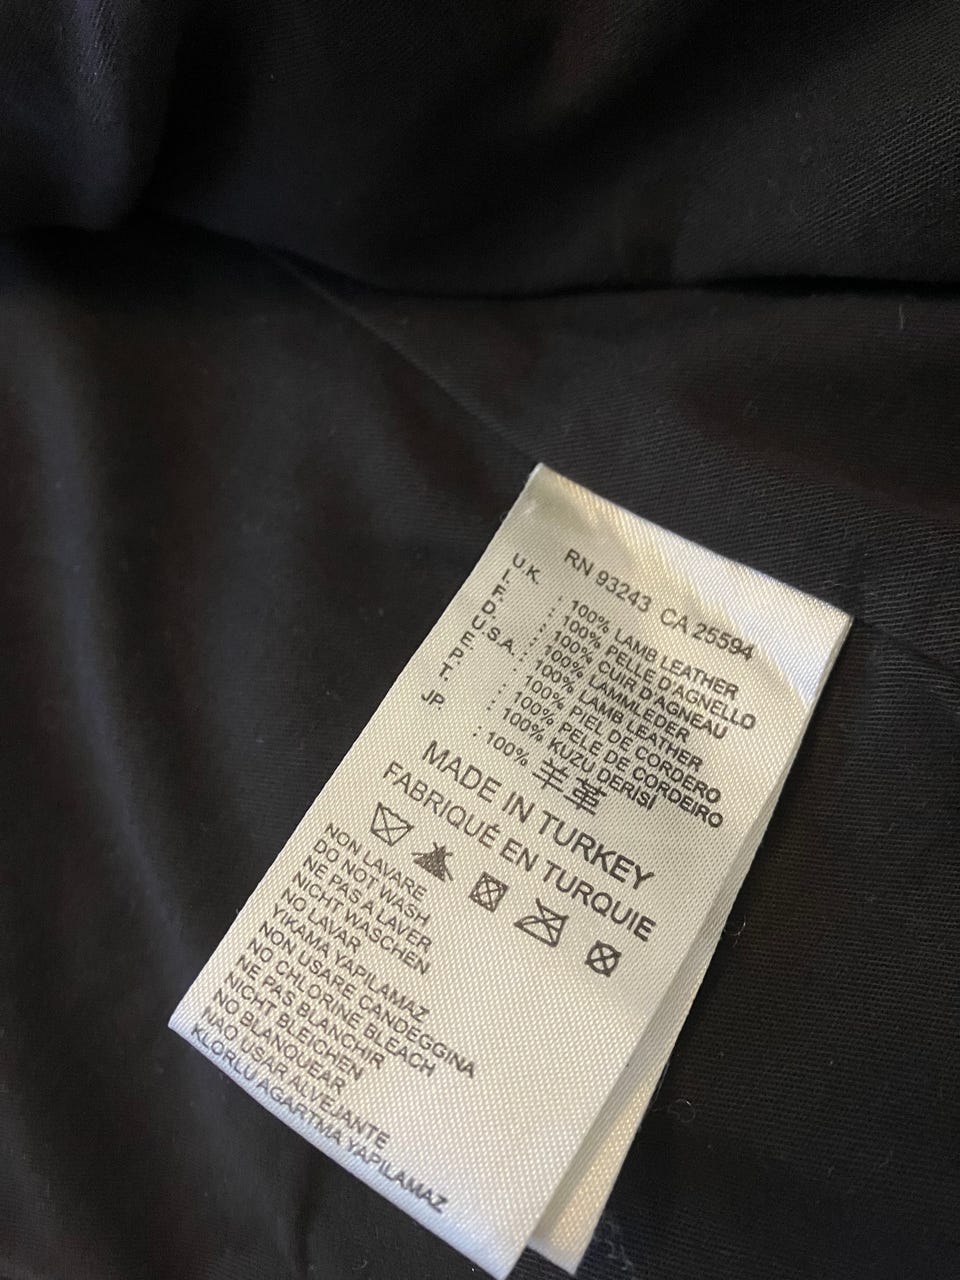 RN 93243 CA 25594
U.K. : 100% LAMB LEATHER
I. : 100% PELLE D'AGNELLO
F. : 100% CUIR D'AGNEAU
D. : 100% LAMMLEDER
U.S.A. : 100% LAMB LEATHER
E. : 100% PIEL DE CORDERO
P. : 100% PELE DE CORDEIRO
T. : 100% KUZU DERISİ
JP. : 100% 羊革
MADE IN TURKEY
FABRIQUÉ EN TURQUIE
NON LAVARE
DO NOT WASH
NE PAS A LAVER
NICHT WASCHEN
NO LAVAR
YIKAMA YAPILAMAZ
NON USARE CANDEGGINA
NO CHLORINE BLEACH
NE PAS BLANCHIR
NICHT BLEICHEN
NO BLANQUEAR
NAO USAR ALVEJANTE
KLORLU AGARTMA YAPILAMAZ